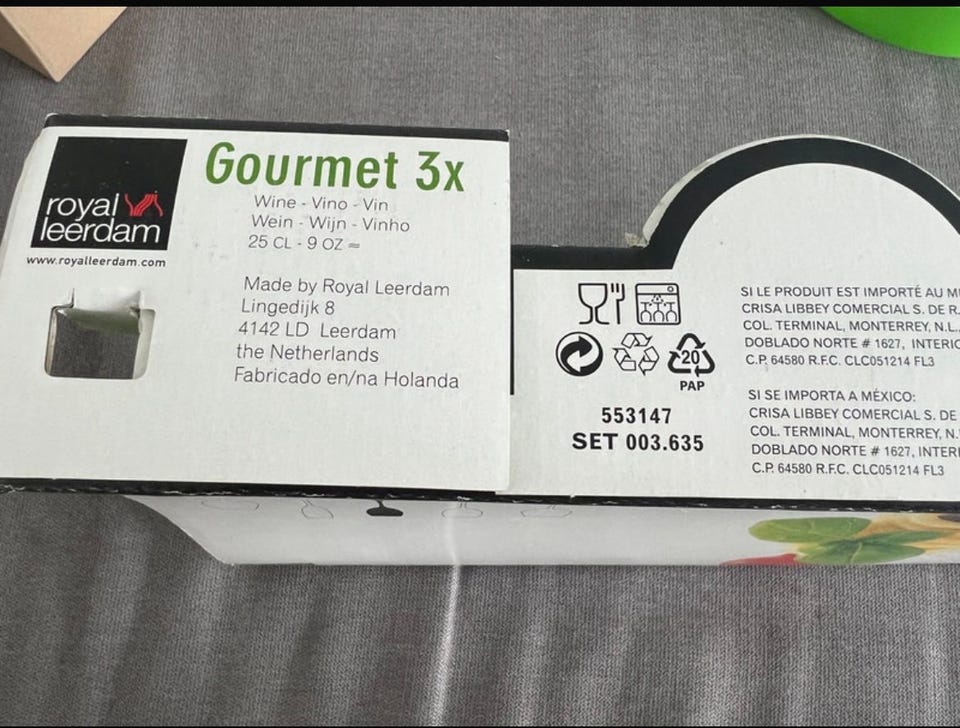 royal
leerdam
www.royalleerdam.com
Gourmet 3x
Wine - Vino - Vin
Wein - Wijn - Vinho
25 CL - 9 OZ ≈
Made by Royal Leerdam
Lingedijk 8
4142 LD Leerdam
the Netherlands
Fabricado en/na Holanda
20
PAP
553147
SET 003.635
SI LE PRODUIT EST IMPORTÉ AU
CRISA LIBBEY COMERCIAL S. DE R.
COL. TERMINAL, MONTERREY, N.L.
DOBLADO NORTE # 1627, INTERIO
C.P. 64580 R.F.C. CLC051214 FL3
SI SE IMPORTA A MÉXICO:
CRISA LIBBEY COMERCIAL S. DE
COL. TERMINAL, MONTERREY, N.
DOBLADO NORTE # 1627, INTERI
C.P. 64580 R.F.C. CLC051214 FL3